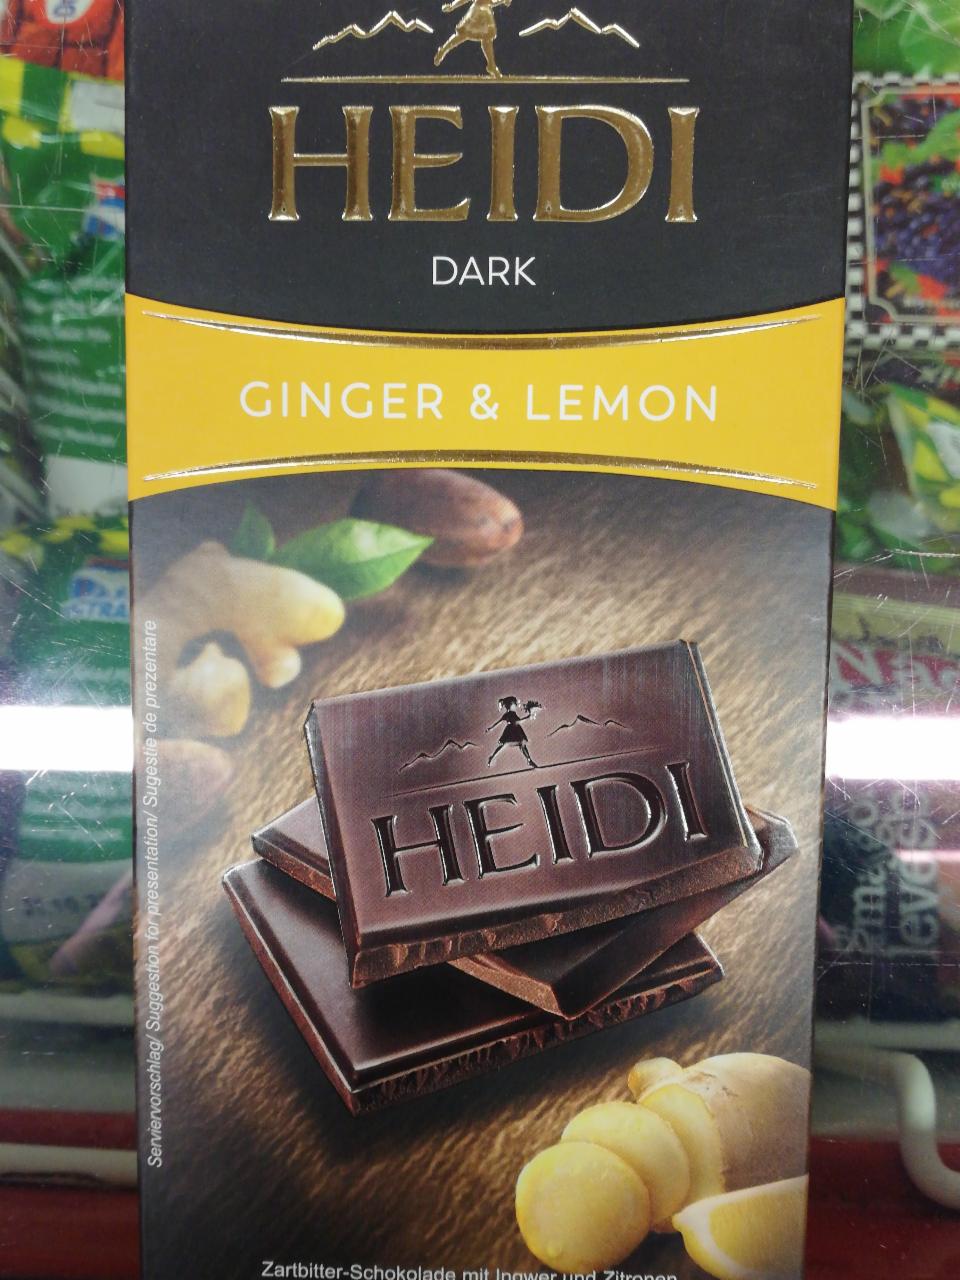 HEIDI
DARK
GINGER & LEMON
HEIDI
Serviervorschlag/ Suggestion for presentation/ Sugestie de prezentare
Zartbitter-Schokolade mit Ingwer und Zitronen